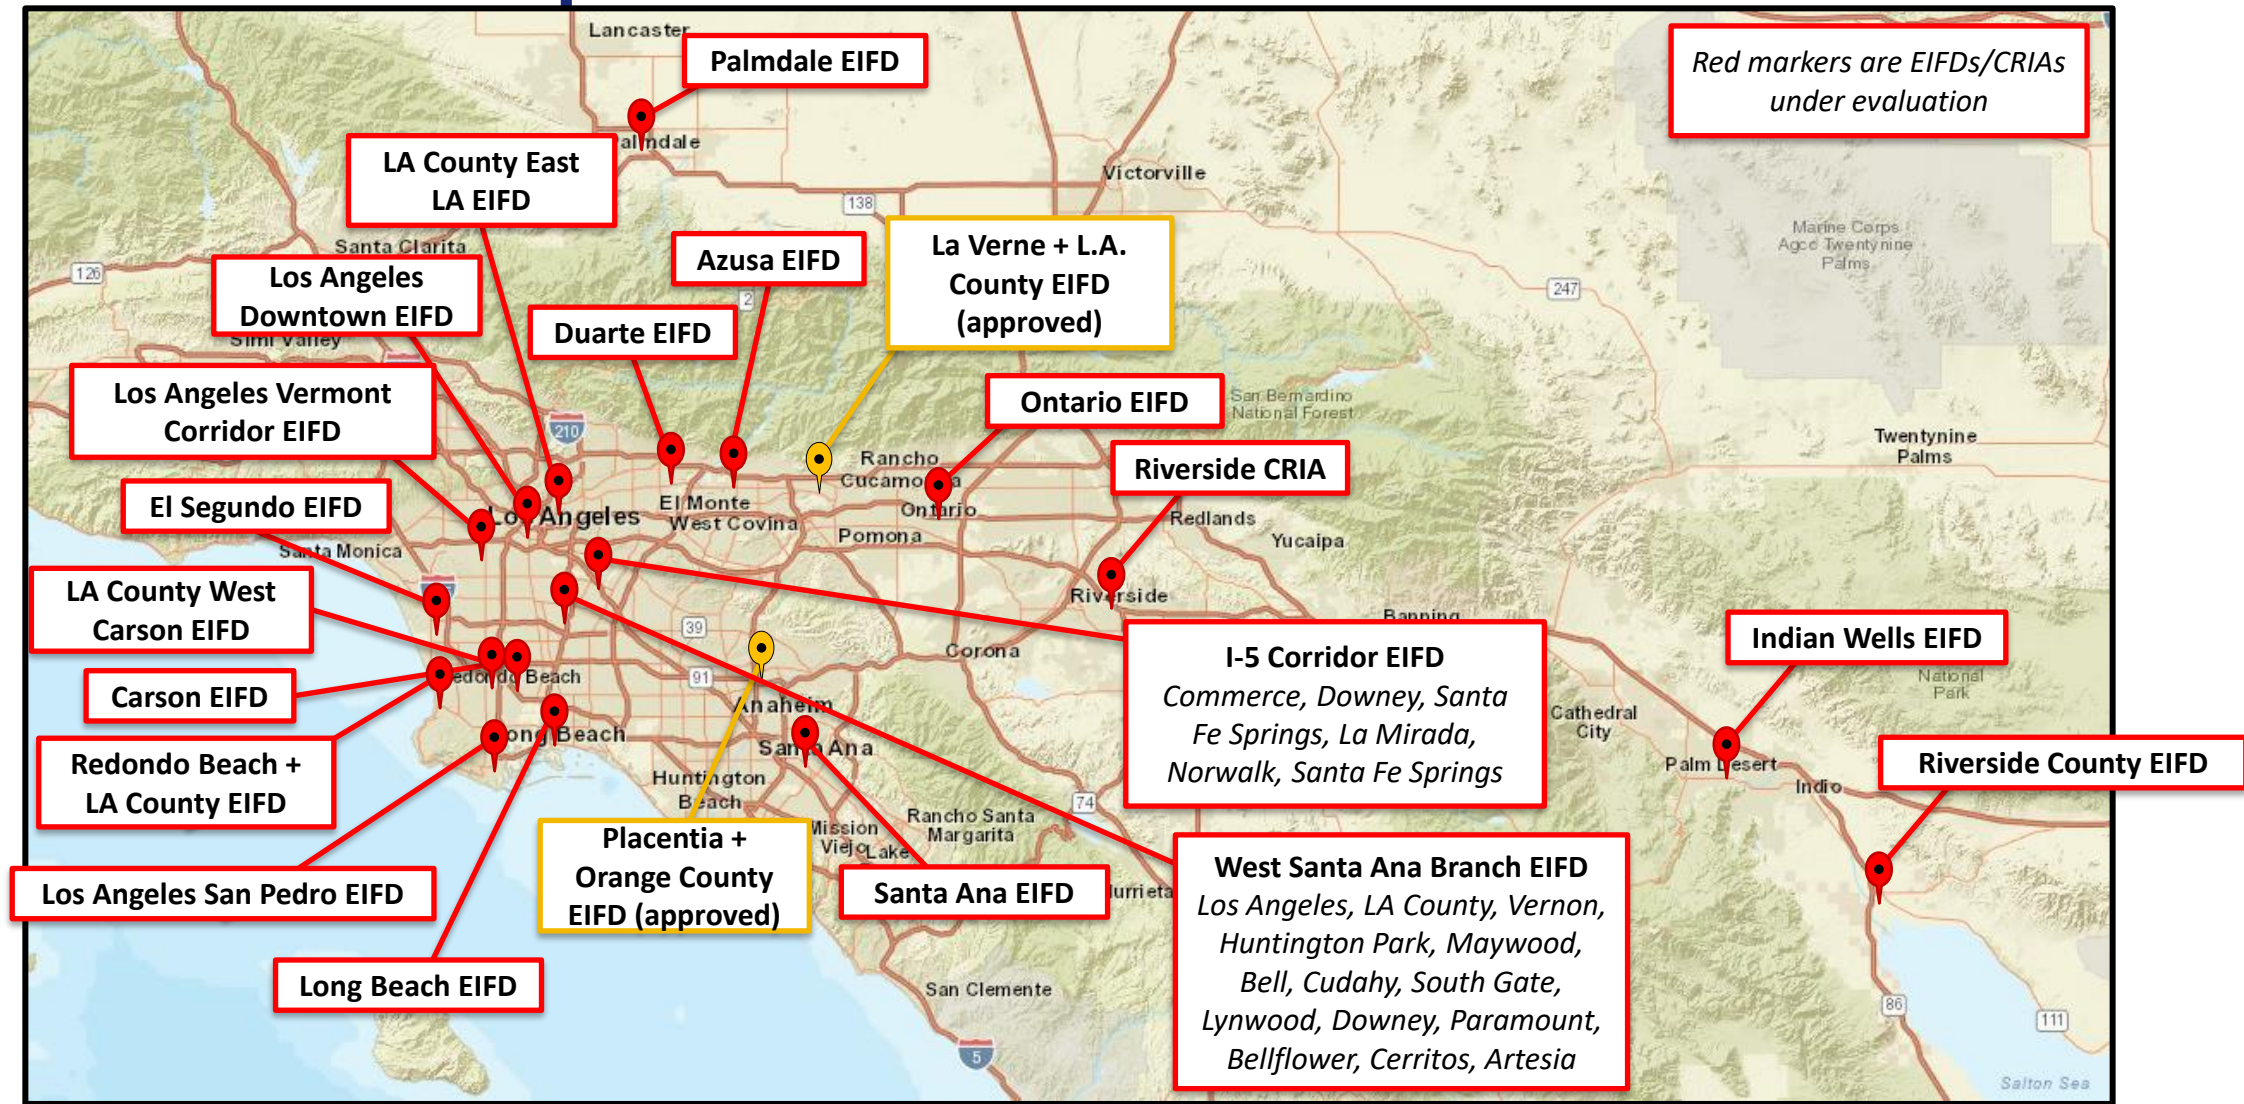 Lancaster
Palmdale EIFD
Red markers are EIFDs/CRIAs
under evaluation
almdale
LA County East
LA EIFD
Victorville
138
Marine Corps
Agcc Twentynine
Palms
Santa Clarita
126
Los Angeles
Downtown EIFD
Azusa EIFD
La Verne + L.A.
County EIFD
(approved)
2
247
Simi Valley
Duarte EIFD
Los Angeles Vermont
Corridor EIFD
Ontario EIFD
San Bernardino
National Forest
210
Twentynine
Palms
Rancho
Cucamonga
Riverside CRIA
El Segundo EIFD
El Monte
West Covina
Ontario
Los Angeles
Redlands
Pomona
Yucaipa
Santa Monica
LA County West
Carson EIFD
Riverside
Banning
39
Indian Wells EIFD
I-5 Corridor EIFD
Commerce, Downey, Santa
Fe Springs, La Mirada,
Norwalk, Santa Fe Springs
Corona
Carson EIFD
edondo Beach
91
National
Park
Anaheim
Cathedral
City
Redondo Beach +
LA County EIFD
ong Beach
Santa Ana
Palm Desert
Riverside County EIFD
Huntington
Beach
Indio
74
Rancho Santa
Margarita
Mission
Viejo
Lake
Placentia +
Orange County
EIFD (approved)
Los Angeles San Pedro EIFD
Santa Ana EIFD
urrieta
West Santa Ana Branch EIFD
Los Angeles, LA County, Vernon,
Huntington Park, Maywood,
Bell, Cudahy, South Gate,
Lynwood, Downey, Paramount,
Bellflower, Cerritos, Artesia
Long Beach EIFD
San Clemente
86
111
5
Salton Sea